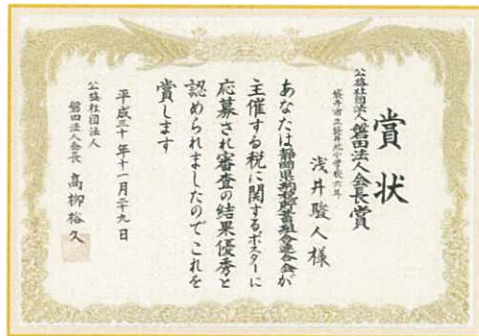 賞状
公益社団法人磐田法人会長賞
袋井市立袋井北小学校六年
浅井駿人様
あなたは静岡県納税貯蓄組合連合会が
主催する税に関するポスターに
応募され審査の結果優秀と
認められましたのでこれを
賞します
平成三十年十一月二十九日
公益社団法人
磐田法人会長 高柳裕久